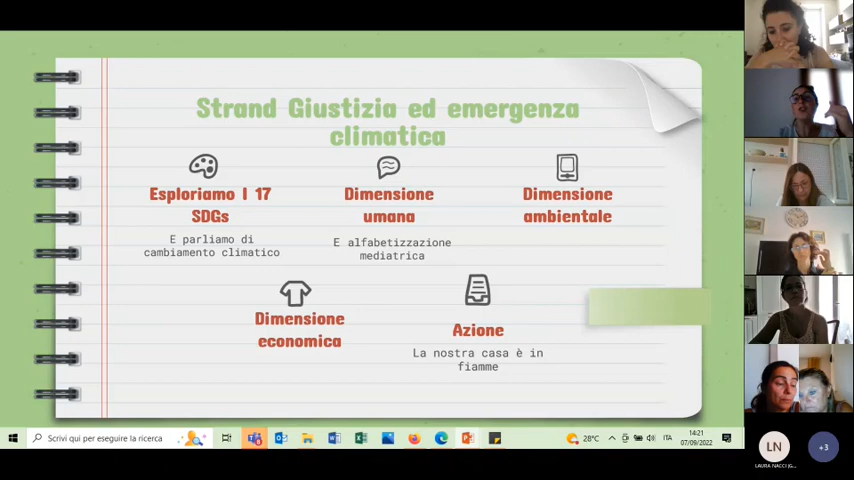 Strand Giustizia ed emergenza
climatica
Esploriamo I 17
SDGs
E parliamo di
cambiamento climatico
Dimensione
umana
E alfabetizzazione
mediatrica
Dimensione
ambientale
Dimensione
economica
Azione
La nostra casa è in
fiamme
Scrivi qui per eseguire la ricerca
28°C
ITA
14:21
07/09/2022
LN
+3